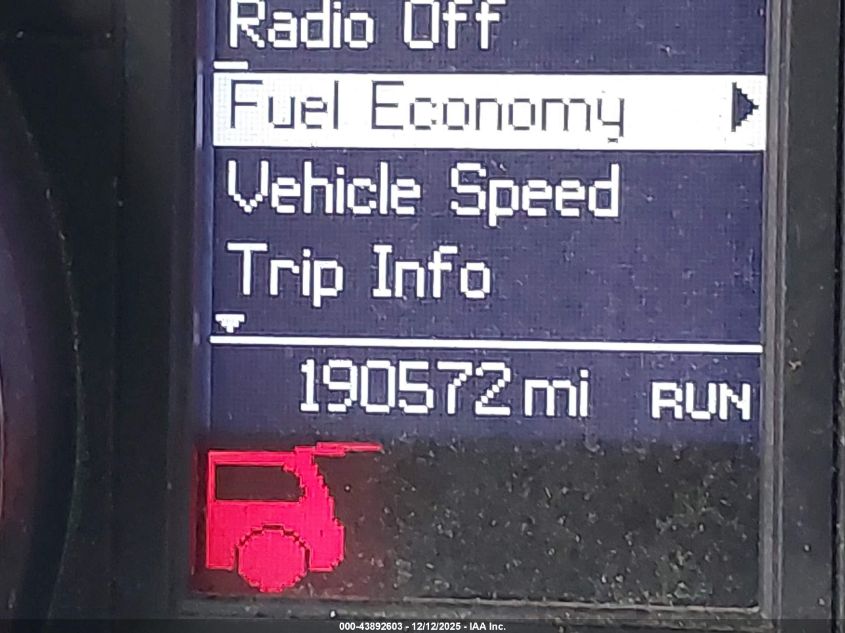 Radio Off
Fuel Economy
Vehicle Speed
Trip Info
190572 mi RUN
000-43892603 - 12/12/2025 - IAA Inc.